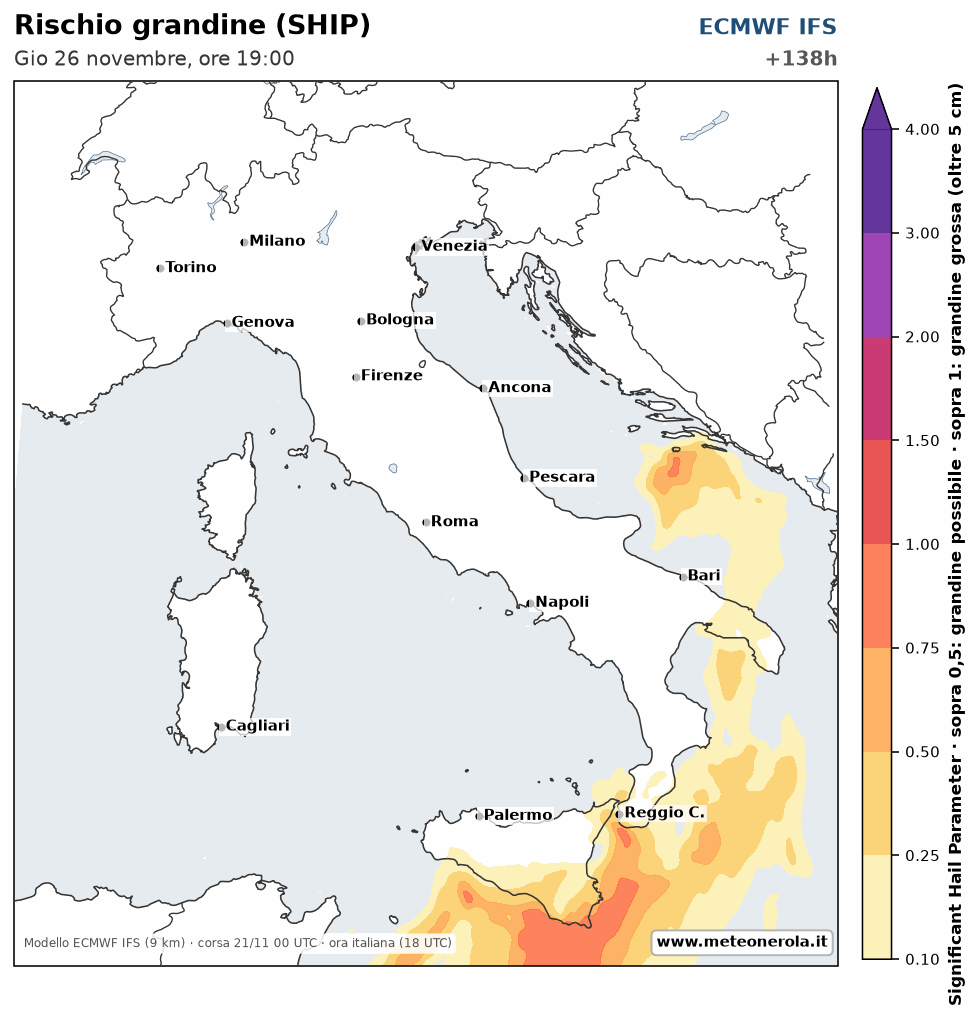 Rischio grandine (SHIP)
ECMWF IFS
Gio 26 novembre, ore 19:00
+138h
Milano
Venezia
Torino
Genova
Bologna
Firenze
Ancona
Pescara
Roma
Bari
Napoli
Cagliari
Palermo
Reggio C.
Modello ECMWF IFS (9 km) · corsa 21/11 00 UTC · ora italiana (18 UTC)
www.meteonerola.it
4.00
3.00
2.00
1.50
1.00
0.75
0.50
0.25
0.10
Significant Hail Parameter · sopra 0,5: grandine possibile · sopra 1: grandine grossa (oltre 5 cm)